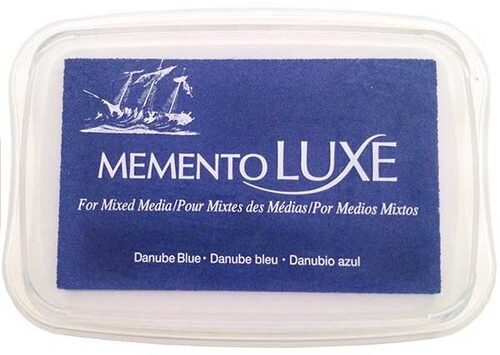 MEMENTO LUXE
For Mixed Media/Pour Mixtes des Médias/Por Medios Mixtos
Danube Blue · Danube bleu · Danubio azul